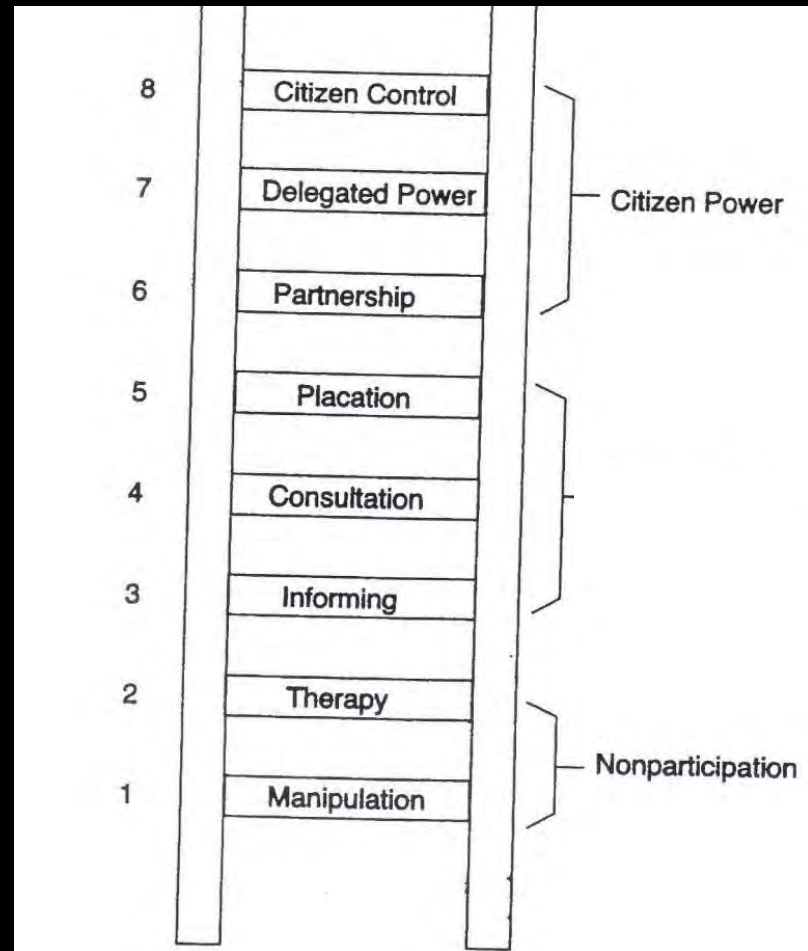 8 Citizen Control
7 Delegated Power
Citizen Power
6 Partnership
5 Placation
4 Consultation
3 Informing
2 Therapy
Nonparticipation
1 Manipulation